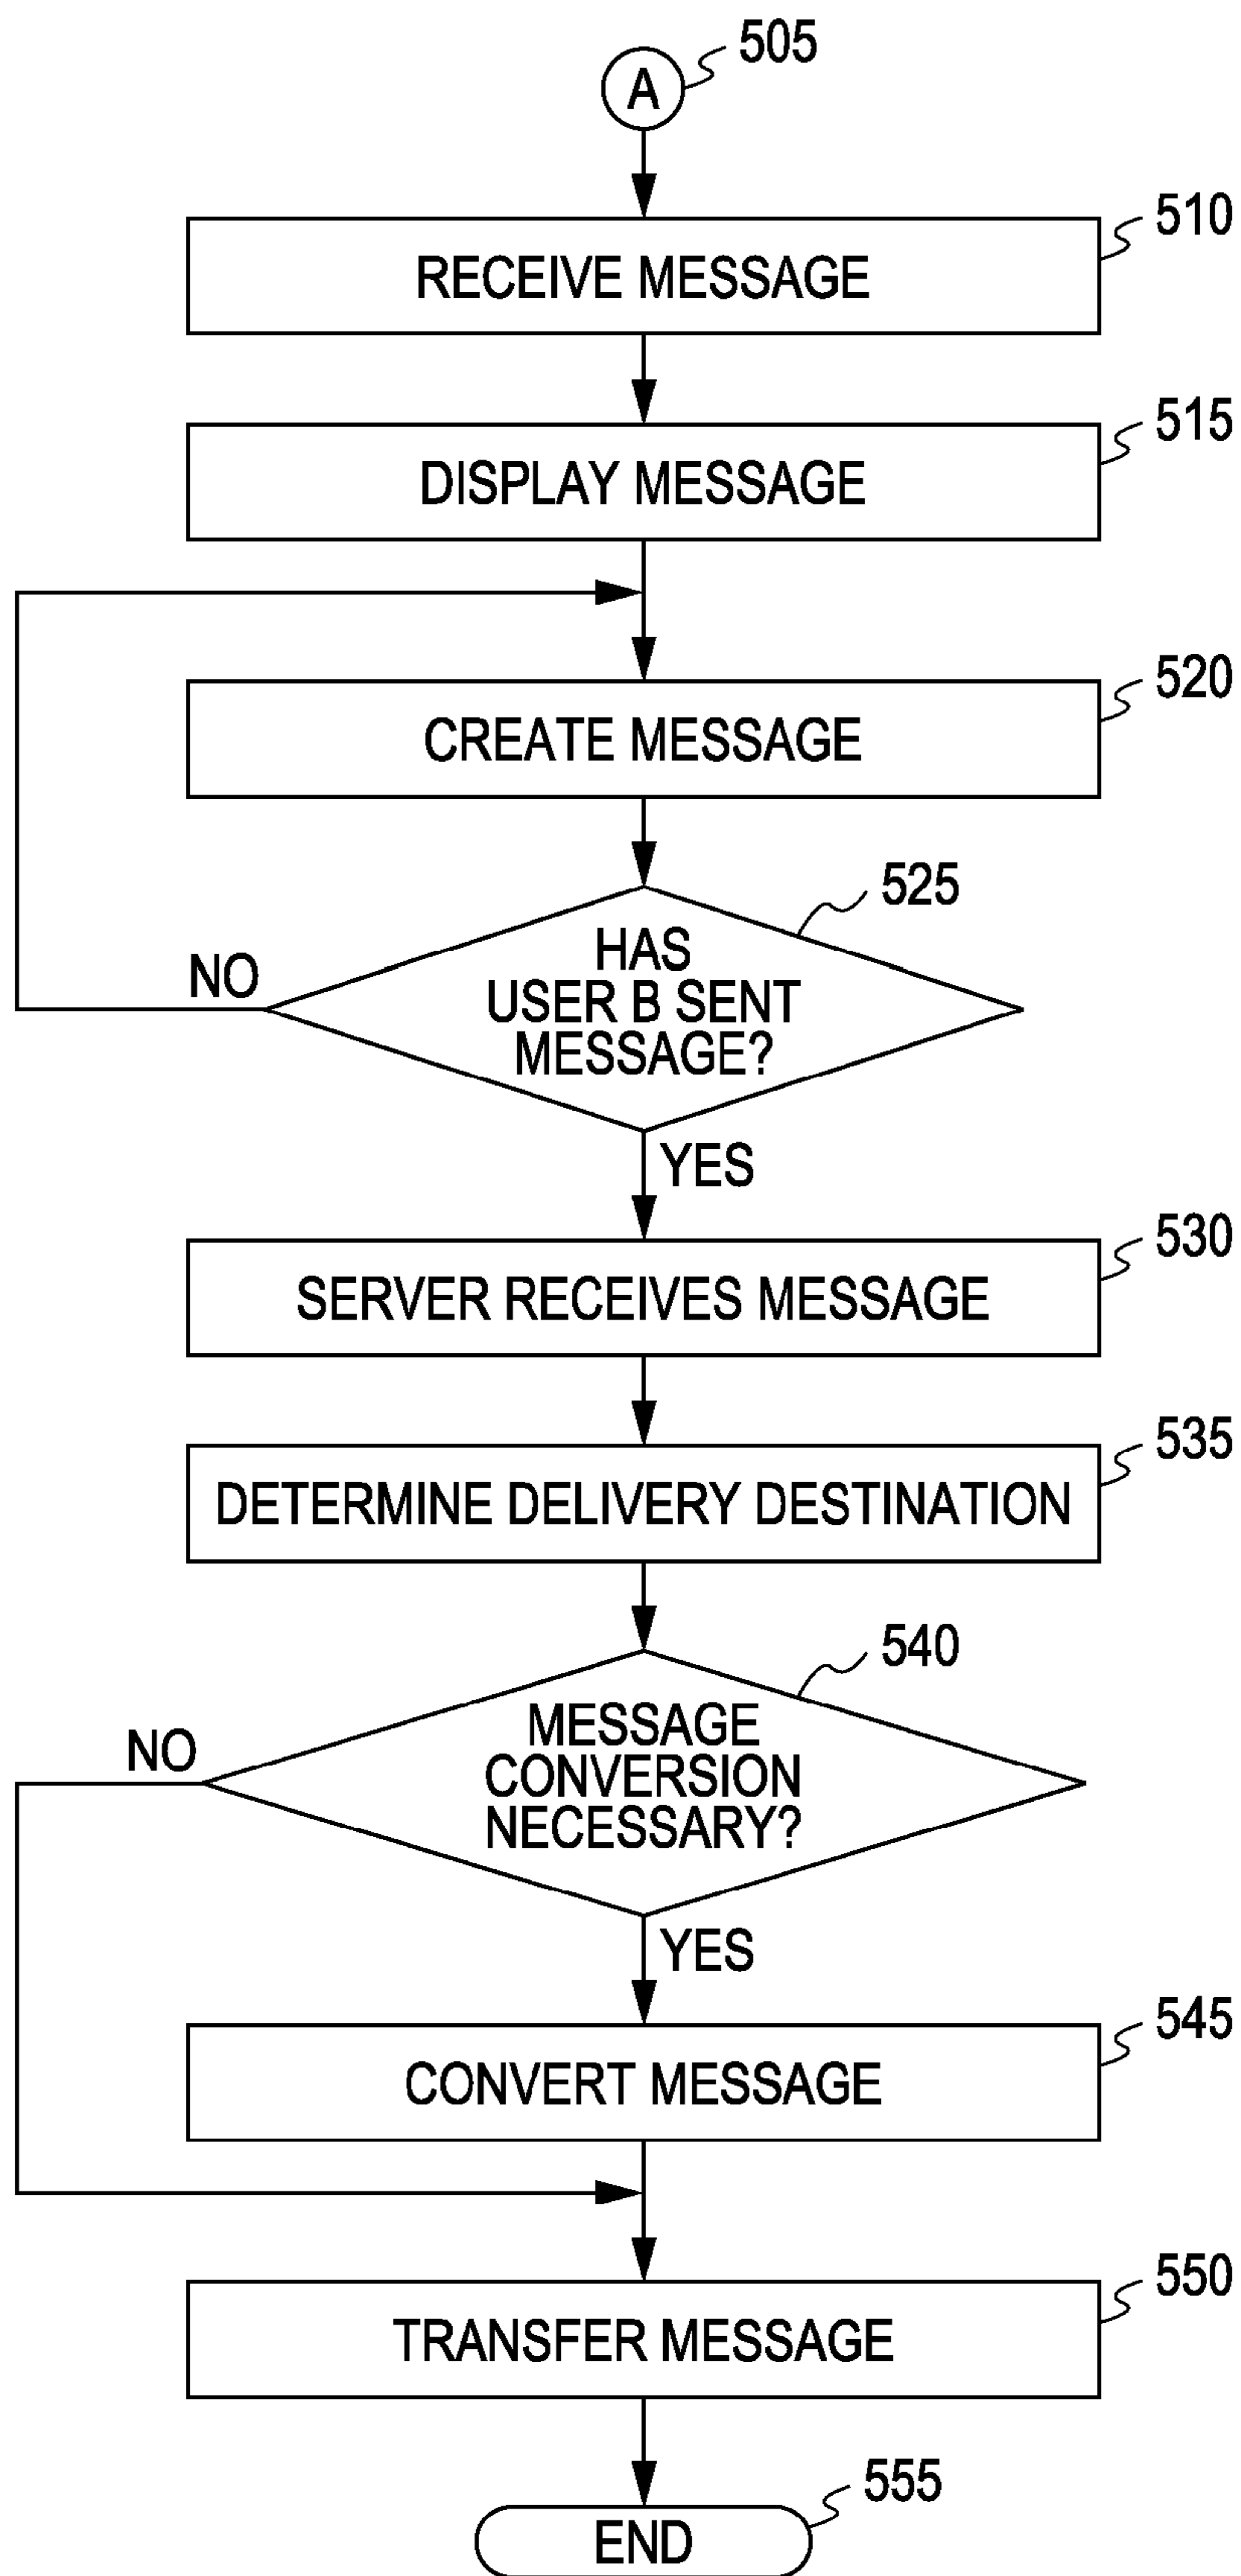 505
A
510
RECEIVE MESSAGE
515
DISPLAY MESSAGE
520
CREATE MESSAGE
525
HAS
USER B SENT
MESSAGE?
NO
YES
530
SERVER RECEIVES MESSAGE
535
DETERMINE DELIVERY DESTINATION
540
MESSAGE
CONVERSION
NECESSARY?
NO
YES
545
CONVERT MESSAGE
550
TRANSFER MESSAGE
555
END